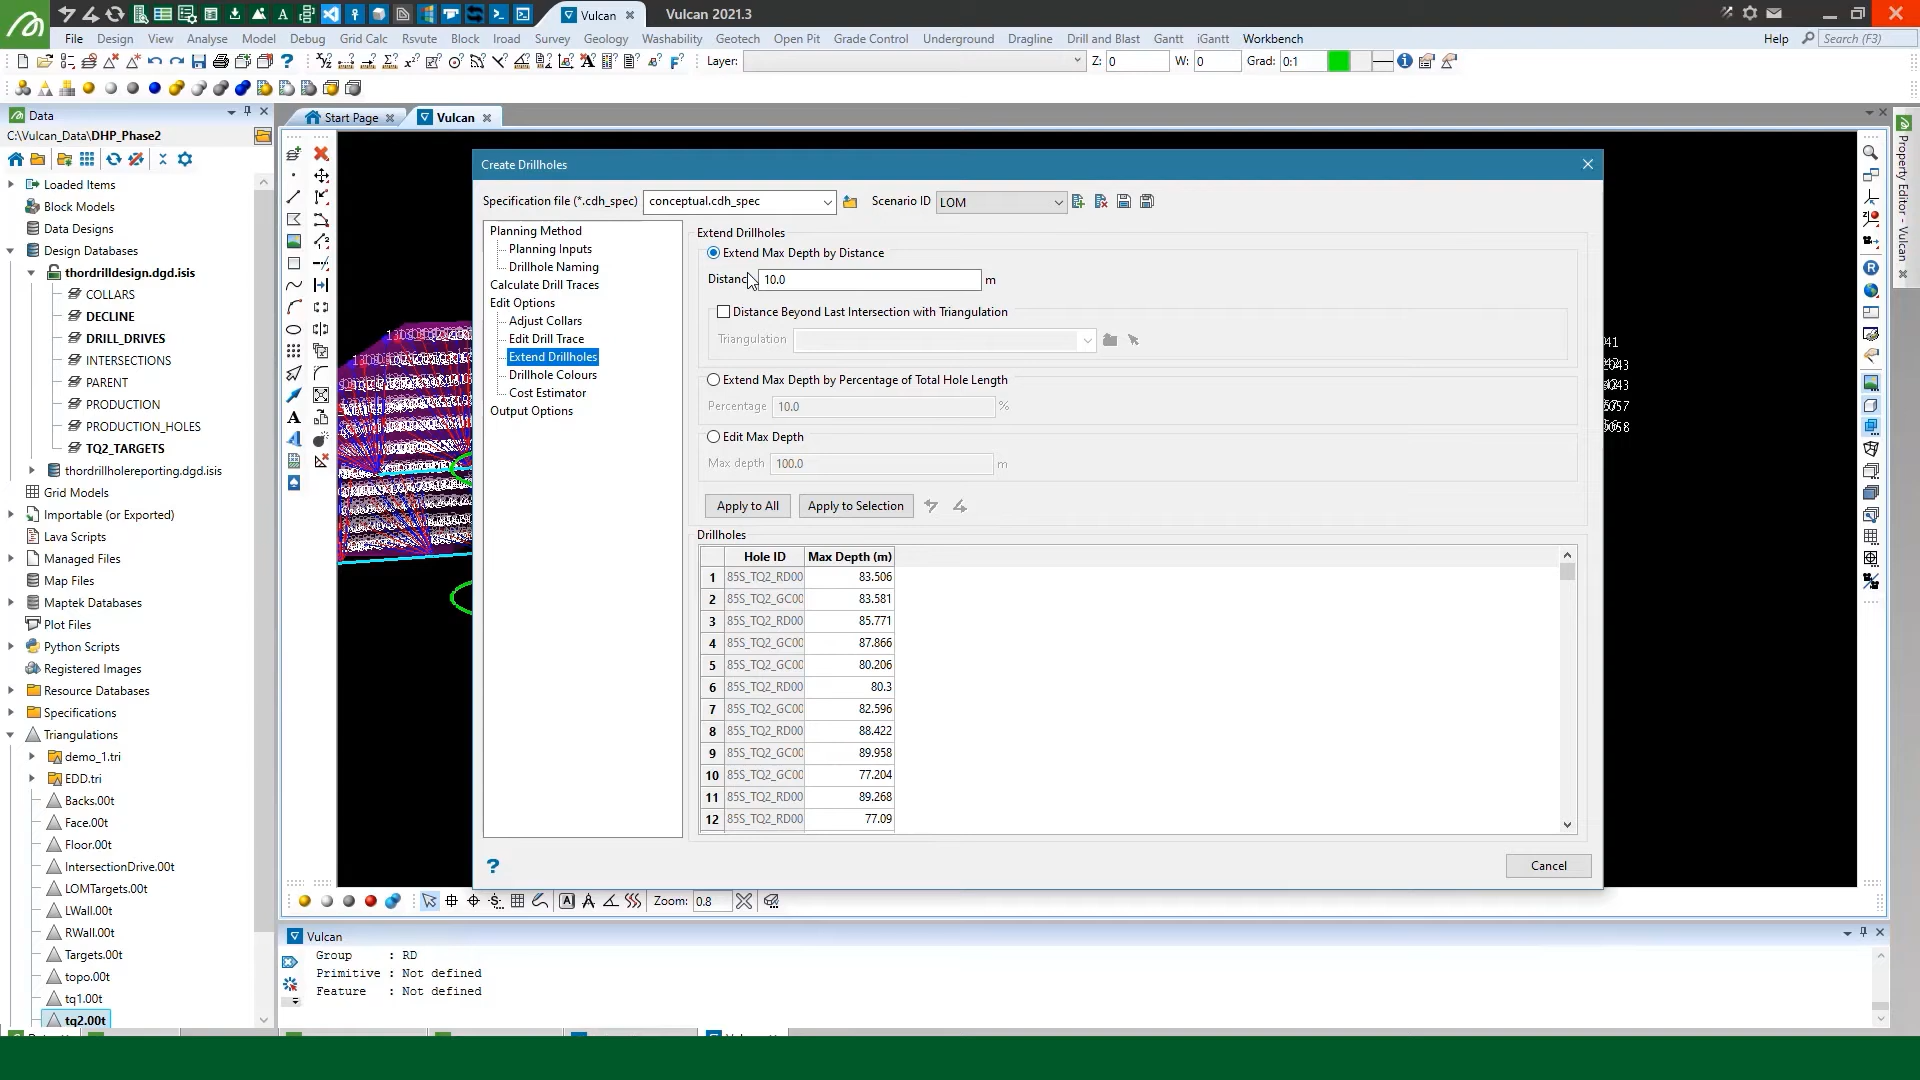 Vulcan
Vulcan 2021.3
File Design View Analyse Model Debug Grid Calc Rsvute Block Iroad Survey Geology Washability Geotech Open Pit Grade Control Underground Dragline Drill and Blast Gantt iGantt Workbench
Help Search (F3)
Layer: Z: 0 W: 0 Grad: 0:1
Data
C:\Vulcan_Data\DHP_Phase2
Loaded Items
Block Models
Data Designs
Design Databases
thordrilldesign.dgd.isis
COLLARS
DECLINE
DRILL_DRIVES
INTERSECTIONS
PARENT
PRODUCTION
PRODUCTION_HOLES
TQ2_TARGETS
thordrillholereporting.dgd.isis
Grid Models
Importable (or Exported)
Lava Scripts
Managed Files
Map Files
Maptek Databases
Plot Files
Python Scripts
Registered Images
Resource Databases
Specifications
Triangulations
demo_1.tri
EDD.tri
Backs.00t
Face.00t
Floor.00t
IntersectionDrive.00t
LOMTargets.00t
LWall.00t
RWall.00t
Targets.00t
topo.00t
tq1.00t
tq2.00t
Start Page
Vulcan
Create Drillholes
Specification file (*.cdh_spec) conceptual.cdh_spec Scenario ID LOM
Planning Method
Planning Inputs
Drillhole Naming
Calculate Drill Traces
Edit Options
Adjust Collars
Edit Drill Trace
Extend Drillholes
Drillhole Colours
Cost Estimator
Output Options
Extend Drillholes
Extend Max Depth by Distance
Distance 10.0 m
Distance Beyond Last Intersection with Triangulation
Triangulation
Extend Max Depth by Percentage of Total Hole Length
Percentage 10.0 %
Edit Max Depth
Max depth 100.0 m
Apply to All Apply to Selection
Drillholes
Hole ID Max Depth (m)
1 85S_TQ2_RD00 83.506
2 85S_TQ2_GC00 83.581
3 85S_TQ2_RD00 85.771
4 85S_TQ2_GC00 87.866
5 85S_TQ2_GC00 80.206
6 85S_TQ2_RD00 80.3
7 85S_TQ2_GC00 82.596
8 85S_TQ2_RD00 88.422
9 85S_TQ2_GC00 89.958
10 85S_TQ2_GC00 77.204
11 85S_TQ2_RD00 89.268
12 85S_TQ2_RD00 77.09
Cancel
Property Editor
Zoom: 0.8
Vulcan
Group : RD
Primitive : Not defined
Feature : Not defined